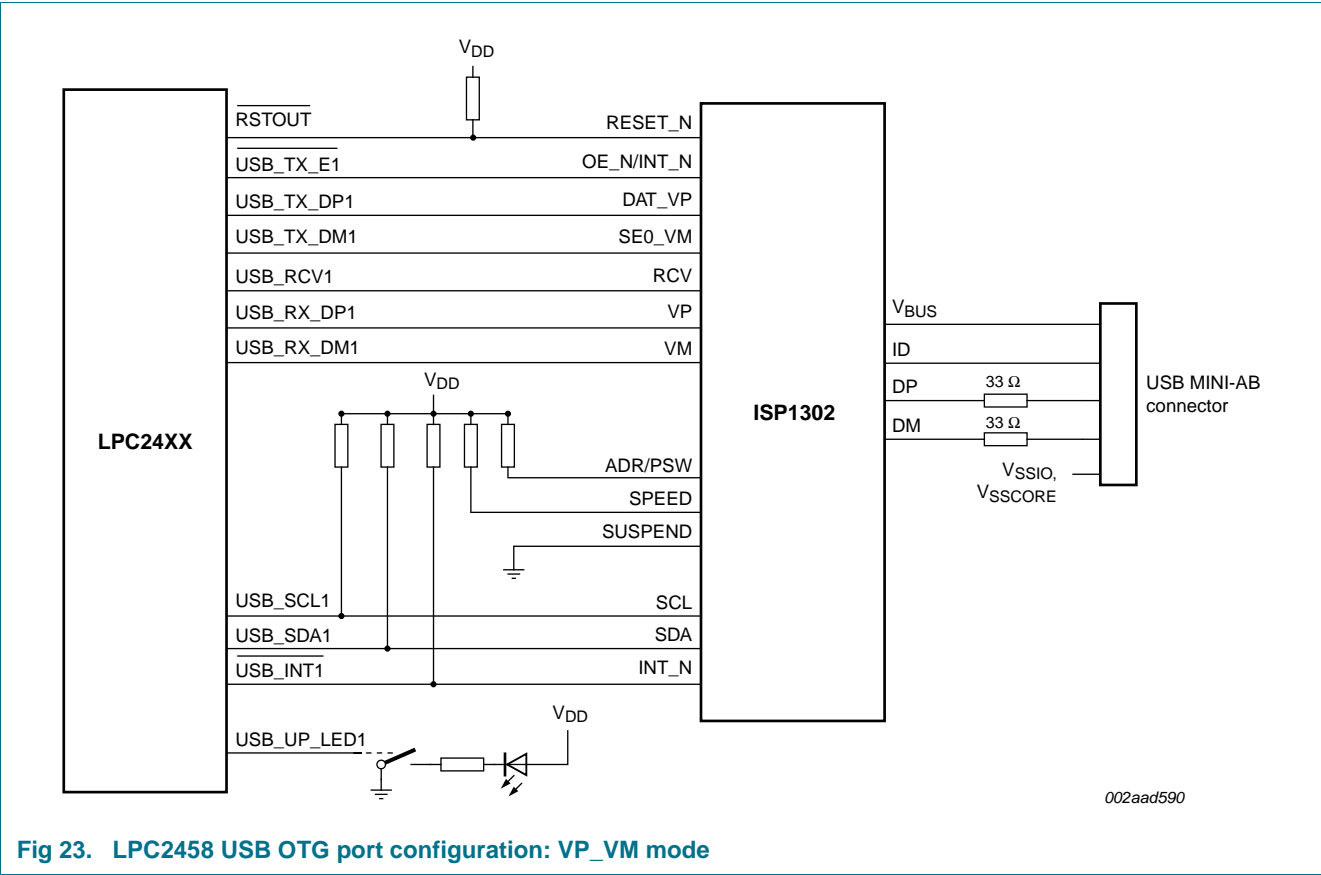 VDD
RSTOUT RESET_N
USB_TX_E1 OE_N/INT_N
USB_TX_DP1 DAT_VP
USB_TX_DM1 SE0_VM
USB_RCV1 RCV
USB_RX_DP1 VP
USB_RX_DM1 VM
VBUS
ID
DP 33 Ω
DM 33 Ω
USB MINI-AB
connector
VSSIO,
VSSCORE
LPC24XX
ISP1302
VDD
ADR/PSW
SPEED
SUSPEND
USB_SCL1 SCL
USB_SDA1 SDA
USB_INT1 INT_N
VDD
USB_UP_LED1
002aad590
Fig 23. LPC2458 USB OTG port configuration: VP_VM mode